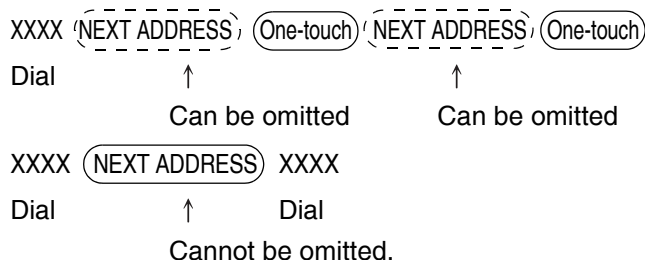 XXXX NEXT ADDRESS One-touch NEXT ADDRESS One-touch
Dial ↑ ↑
Can be omitted Can be omitted
XXXX NEXT ADDRESS XXXX
Dial ↑ Dial
Cannot be omitted.